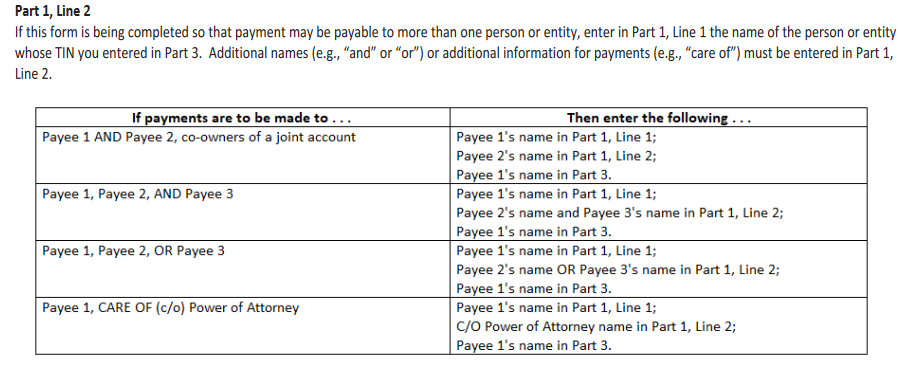 Part 1, Line 2
If this form is being completed so that payment may be payable to more than one person or entity, enter in Part 1, Line 1 the name of the person or entity
whose TIN you entered in Part 3.  Additional names (e.g., “and” or “or”) or additional information for payments (e.g., “care of”) must be entered in Part 1,
Line 2.
If payments are to be made to . . .
Then enter the following . . .
Payee 1 AND Payee 2, co-owners of a joint account
Payee 1's name in Part 1, Line 1;
Payee 2's name in Part 1, Line 2;
Payee 1's name in Part 3.
Payee 1, Payee 2, AND Payee 3
Payee 1's name in Part 1, Line 1;
Payee 2's name and Payee 3's name in Part 1, Line 2;
Payee 1's name in Part 3.
Payee 1, Payee 2, OR Payee 3
Payee 1's name in Part 1, Line 1;
Payee 2's name OR Payee 3's name in Part 1, Line 2;
Payee 1's name in Part 3.
Payee 1, CARE OF (c/o) Power of Attorney
Payee 1's name in Part 1, Line 1;
C/O Power of Attorney name in Part 1, Line 2;
Payee 1's name in Part 3.